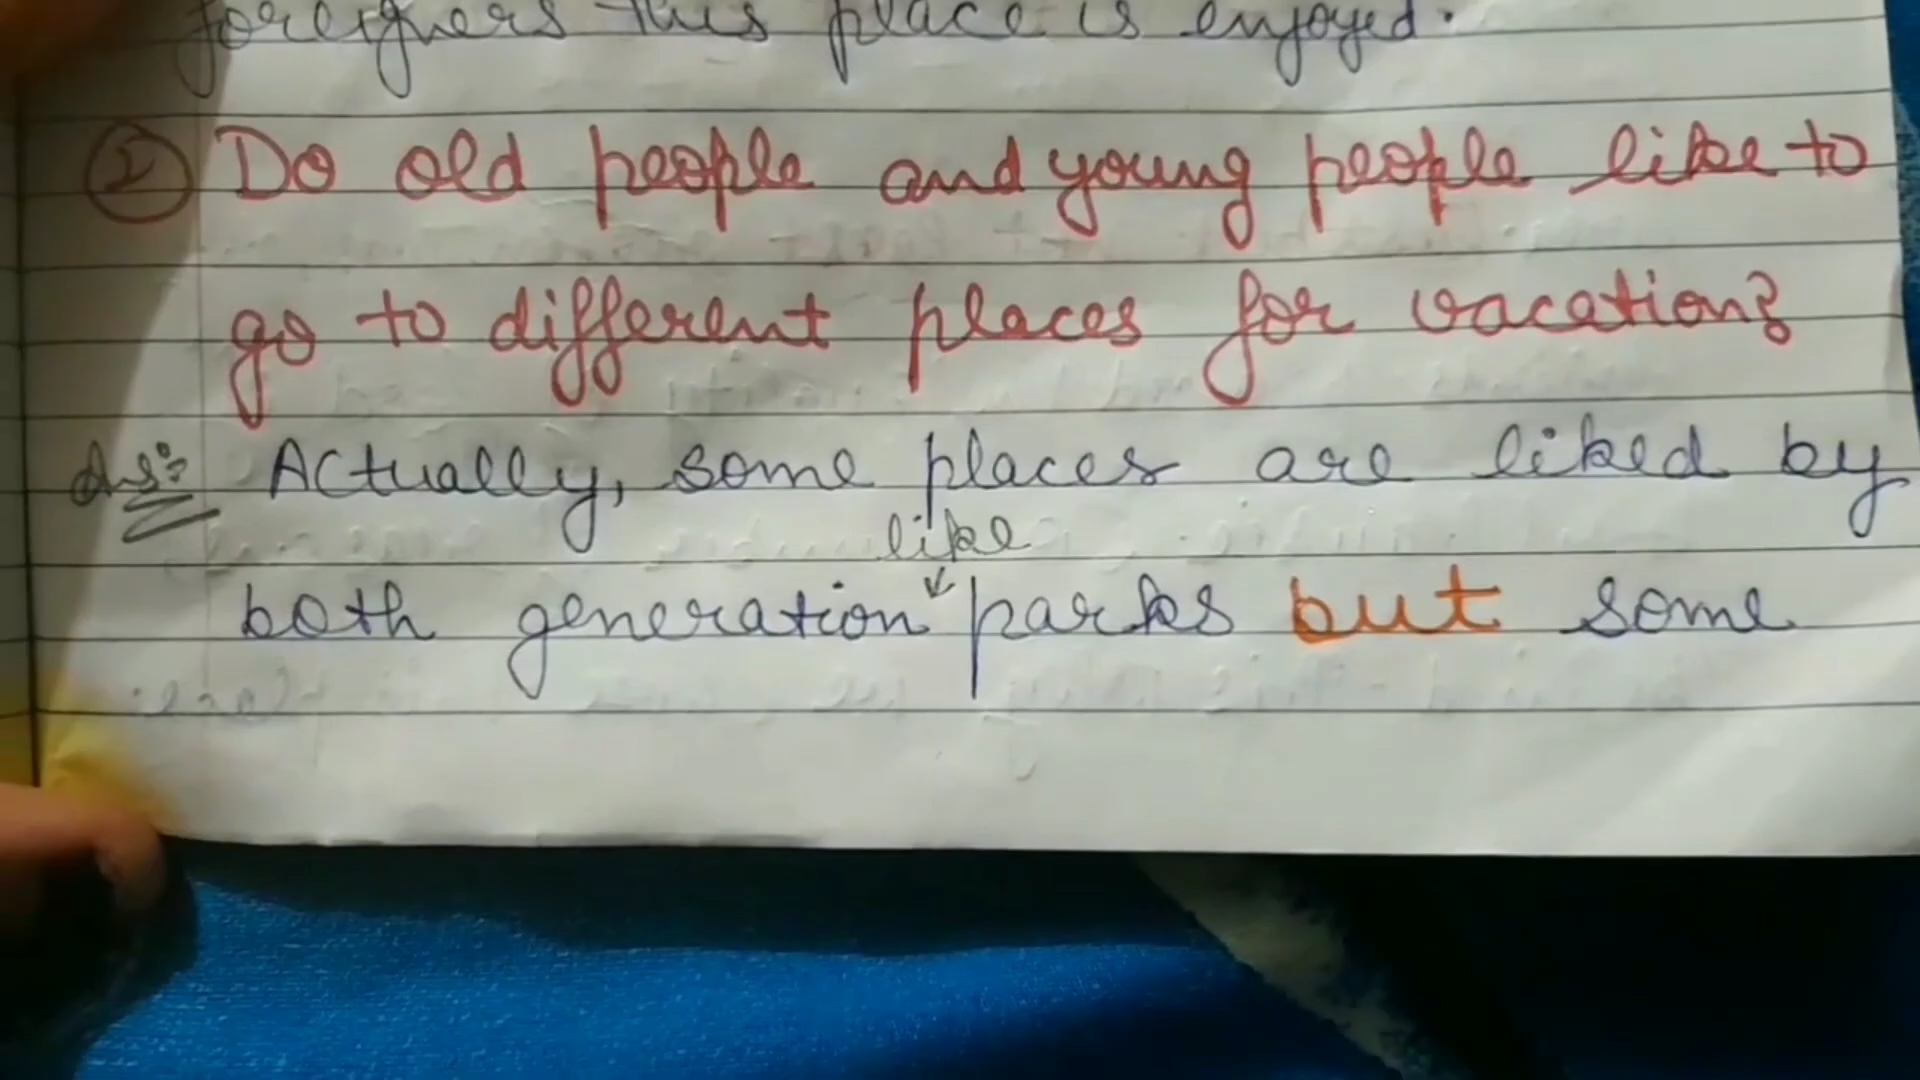 foreigners this place is enjoyed.
② Do old people and young people like to
go to different places for vacation?
Ans:- Actually, some places are liked by
like
both generation parks but some